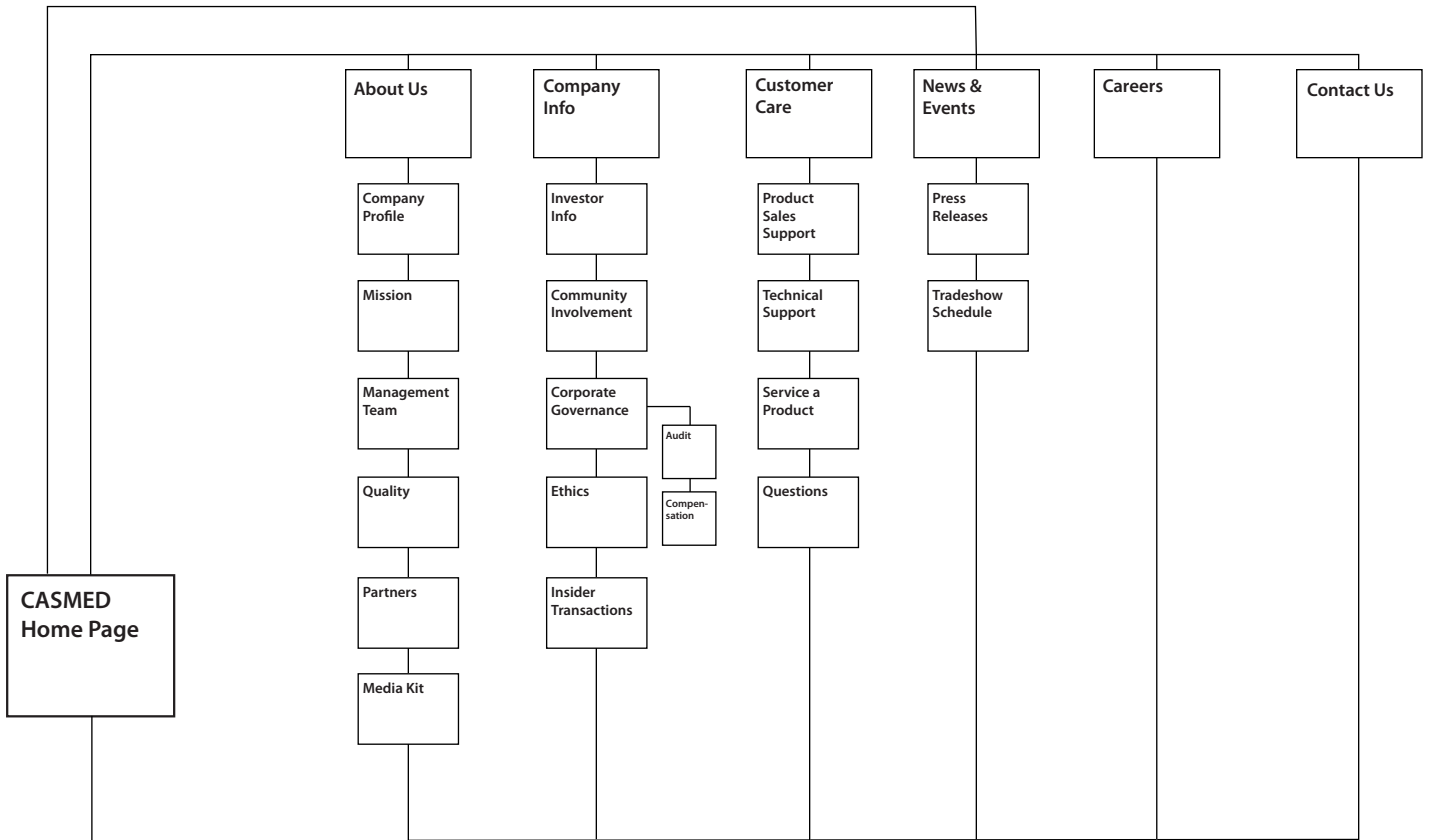 About Us
Company
Info
Customer
Care
News &
Events
Careers
Contact Us
Company
Profile
Investor
Info
Product
Sales
Support
Press
Releases
Mission
Community
Involvement
Technical
Support
Tradeshow
Schedule
Management
Team
Corporate
Governance
Audit
Service a
Product
Quality
Ethics
Compen-
sation
Questions
CASMED
Home Page
Partners
Insider
Transactions
Media Kit